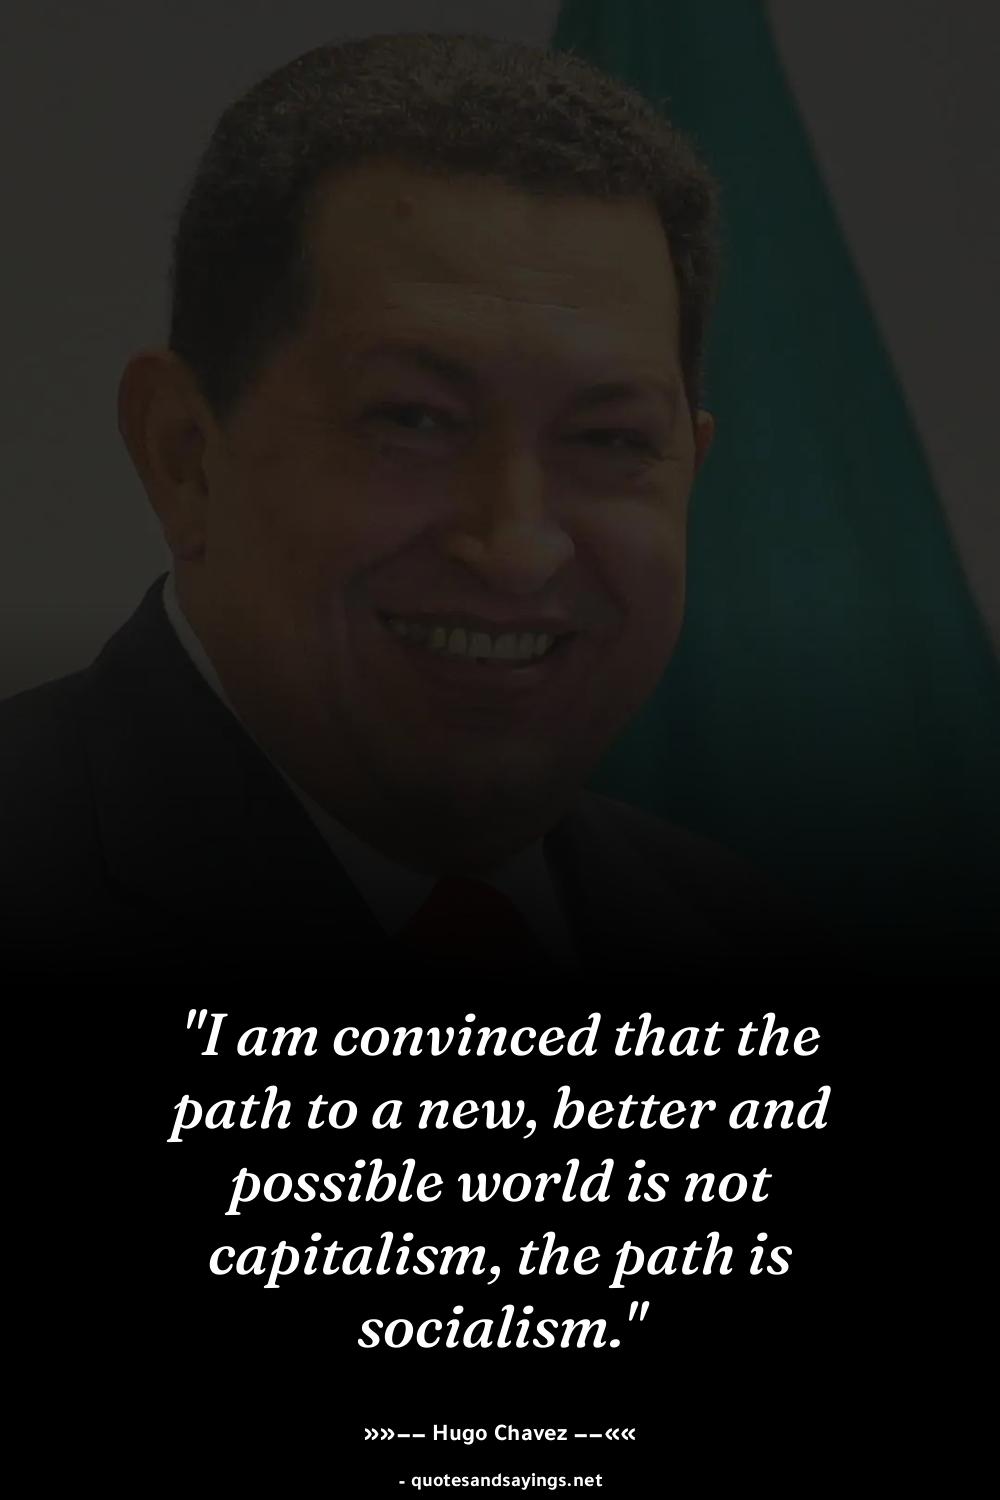 "I am convinced that the
path to a new, better and
possible world is not
capitalism, the path is
socialism."
»»−− Hugo Chavez −−««
- quotesandsayings.net